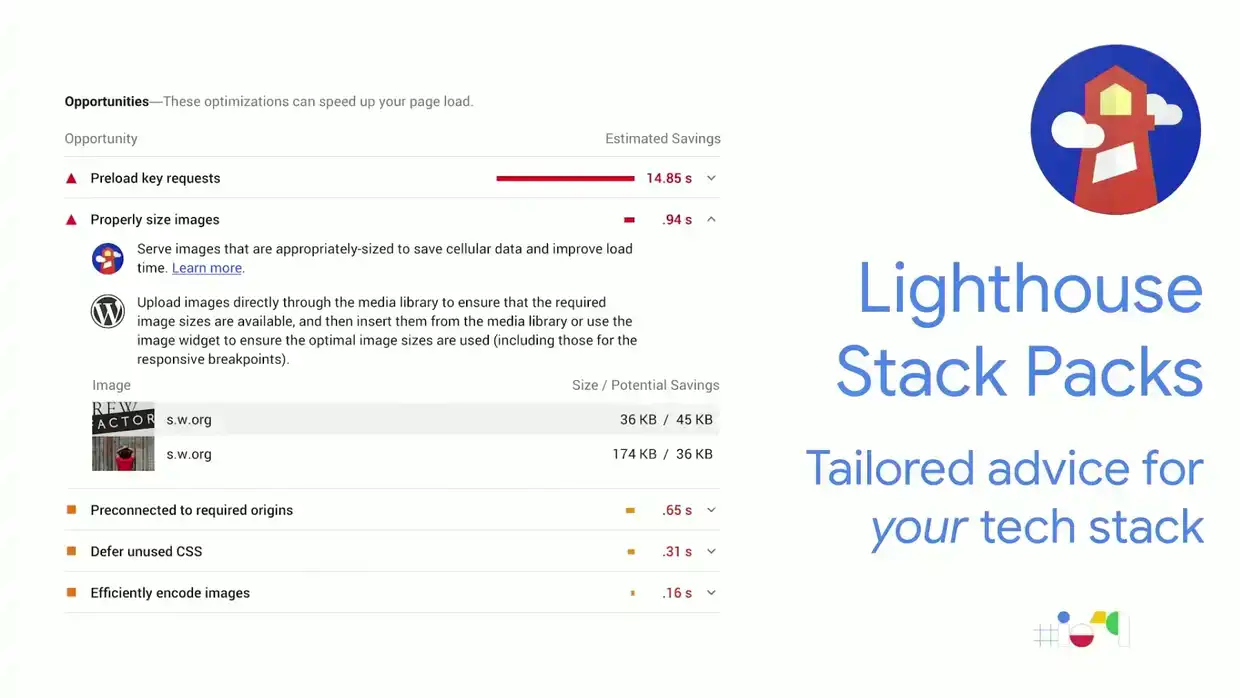 Opportunities—These optimizations can speed up your page load.
Opportunity Estimated Savings
Preload key requests 14.85 s
Properly size images .94 s
Serve images that are appropriately-sized to save cellular data and improve load
time. Learn more.
Upload images directly through the media library to ensure that the required
image sizes are available, and then insert them from the media library or use the
image widget to ensure the optimal image sizes are used (including those for the
responsive breakpoints).
Image Size / Potential Savings
s.w.org 36 KB / 45 KB
s.w.org 174 KB / 36 KB
Preconnected to required origins .65 s
Defer unused CSS .31 s
Efficiently encode images .16 s
Lighthouse
Stack Packs
Tailored advice for
your tech stack
#io19